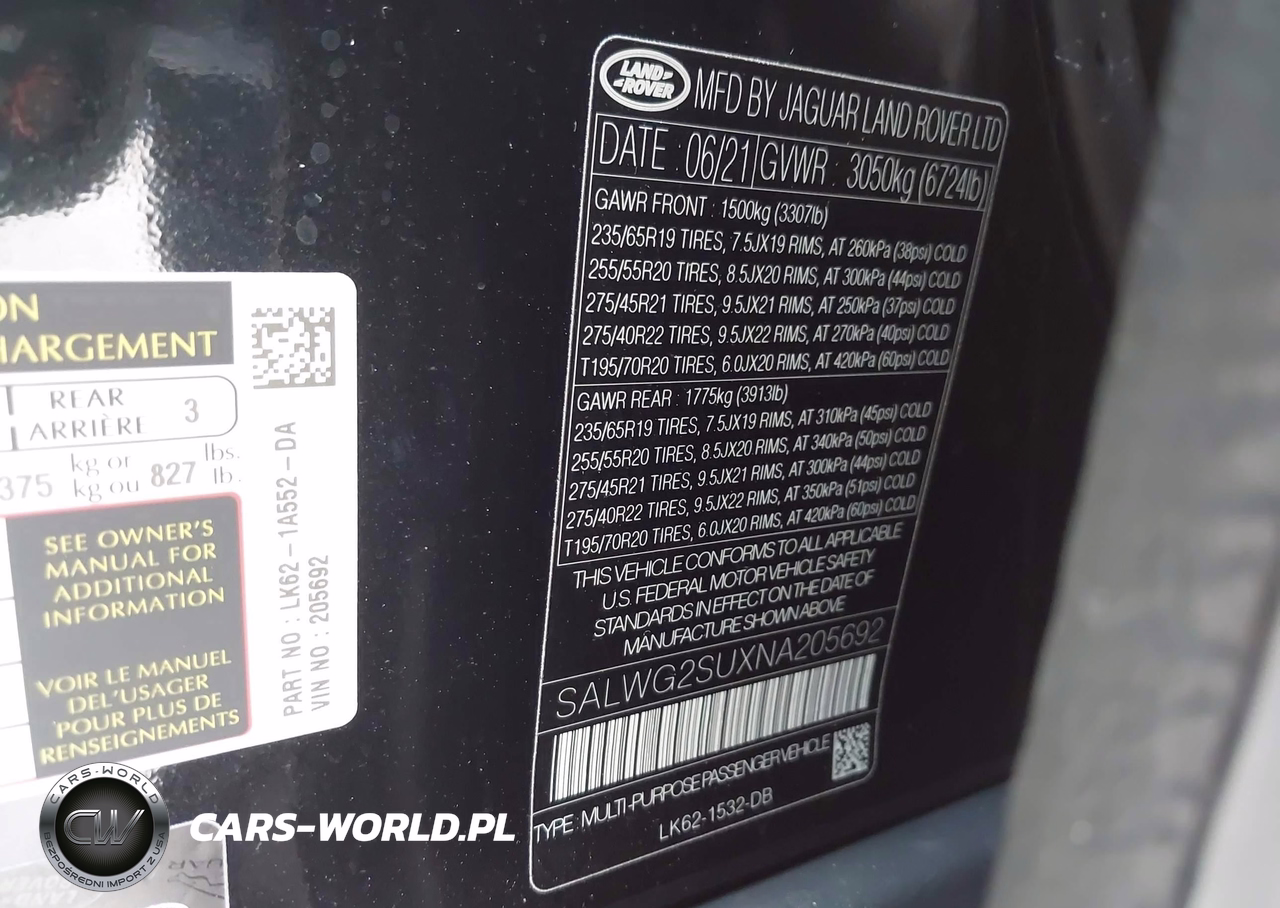 ON
HARGEMENT
REAR
ARRIÈRE
3
375 kg or
kg ou 827 lbs.
lb.
SEE OWNER'S
MANUAL FOR
ADDITIONAL
INFORMATION
VOIR LE MANUEL
DEL'USAGER
POUR PLUS DE
RENSEIGNEMENTS
PART NO : LK62-1A552-DA
VIN NO : 205692
LAND
ROVER
MFD BY JAGUAR LAND ROVER LTD
DATE : 06/21 GVWR : 3050kg (6724lb)
GAWR FRONT : 1500kg (3307lb)
235/65R19 TIRES, 7.5JX19 RIMS, AT 260kPa (38psi) COLD
255/55R20 TIRES, 8.5JX20 RIMS, AT 300kPa (44psi) COLD
275/45R21 TIRES, 9.5JX21 RIMS, AT 250kPa (37psi) COLD
275/40R22 TIRES, 9.5JX22 RIMS, AT 270kPa (40psi) COLD
T195/70R20 TIRES, 6.0JX20 RIMS, AT 420kPa (60psi) COLD
GAWR REAR : 1775kg (3913lb)
235/65R19 TIRES, 7.5JX19 RIMS, AT 310kPa (45psi) COLD
255/55R20 TIRES, 8.5JX20 RIMS, AT 340kPa (50psi) COLD
275/45R21 TIRES, 9.5JX21 RIMS, AT 300kPa (44psi) COLD
275/40R22 TIRES, 9.5JX22 RIMS, AT 350kPa (51psi) COLD
T195/70R20 TIRES, 6.0JX20 RIMS, AT 420kPa (60psi) COLD
THIS VEHICLE CONFORMS TO ALL APPLICABLE
U.S. FEDERAL MOTOR VEHICLE SAFETY
STANDARDS IN EFFECT ON THE DATE OF
MANUFACTURE SHOWN ABOVE
SALWG2SUXNA205692
TYPE : MULTI-PURPOSE PASSENGER VEHICLE
LK62-1532-DB
CARS-WORLD
CW
BEZPOŚREDNI IMPORT Z USA
CARS-WORLD.PL